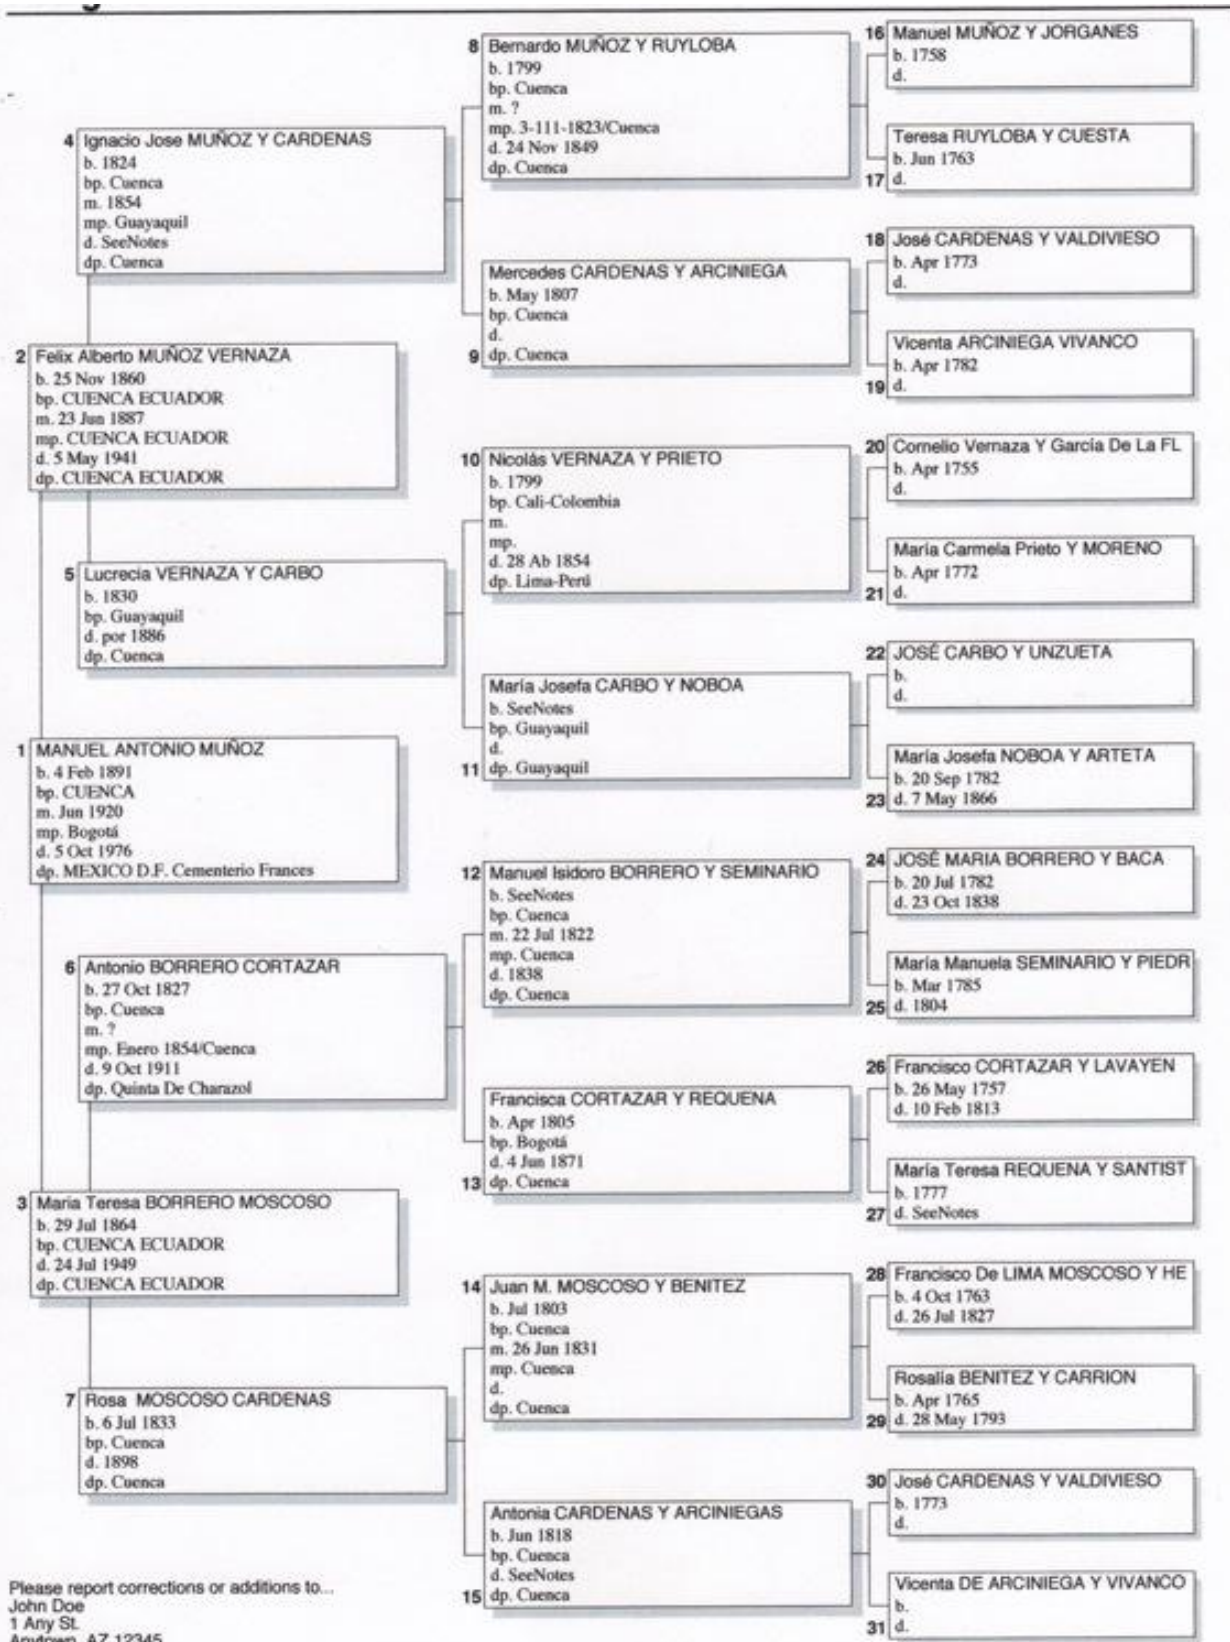 8 Bernardo MUÑOZ Y RUYLOBA
b. 1799
bp. Cuenca
m. ?
mp. 3-111-1823/Cuenca
d. 24 Nov 1849
dp. Cuenca
16 Manuel MUÑOZ Y JORGANES
b. 1758
d.
Teresa RUYLOBA Y CUESTA
b. Jun 1763
17 d.
4 Ignacio Jose MUÑOZ Y CARDENAS
b. 1824
bp. Cuenca
m. 1854
mp. Guayaquil
d. SeeNotes
dp. Cuenca
Mercedes CARDENAS Y ARCINIEGA
b. May 1807
bp. Cuenca
d.
9 dp. Cuenca
18 José CARDENAS Y VALDIVIESO
b. Apr 1773
d.
Vicenta ARCINIEGA VIVANCO
b. Apr 1782
19 d.
2 Felix Alberto MUÑOZ VERNAZA
b. 25 Nov 1860
bp. CUENCA ECUADOR
m. 23 Jun 1887
mp. CUENCA ECUADOR
d. 5 May 1941
dp. CUENCA ECUADOR
10 Nicolás VERNAZA Y PRIETO
b. 1799
bp. Cali-Colombia
m.
mp.
d. 28 Ab 1854
dp. Lima-Perú
20 Cornelio Vernaza Y García De La FL
b. Apr 1755
d.
María Carmela Prieto Y MORENO
b. Apr 1772
21 d.
5 Lucrecia VERNAZA Y CARBO
b. 1830
bp. Guayaquil
d. por 1886
dp. Cuenca
María Josefa CARBO Y NOBOA
b. SeeNotes
bp. Guayaquil
d.
11 dp. Guayaquil
22 JOSÉ CARBO Y UNZUETA
b.
d.
María Josefa NOBOA Y ARTETA
b. 20 Sep 1782
23 d. 7 May 1866
1 MANUEL ANTONIO MUÑOZ
b. 4 Feb 1891
bp. CUENCA
m. Jun 1920
mp. Bogotá
d. 5 Oct 1976
dp. MEXICO D.F. Cementerio Frances
12 Manuel Isidoro BORRERO Y SEMINARIO
b. SeeNotes
bp. Cuenca
m. 22 Jul 1822
mp. Cuenca
d. 1838
dp. Cuenca
24 JOSÉ MARIA BORRERO Y BACA
b. 20 Jul 1782
d. 23 Oct 1838
María Manuela SEMINARIO Y PIEDR
b. Mar 1785
25 d. 1804
6 Antonio BORRERO CORTAZAR
b. 27 Oct 1827
bp. Cuenca
m. ?
mp. Enero 1854/Cuenca
d. 9 Oct 1911
dp. Quinta De Charazol
Francisca CORTAZAR Y REQUENA
b. Apr 1805
bp. Bogotá
d. 4 Jun 1871
13 dp. Cuenca
26 Francisco CORTAZAR Y LAVAYEN
b. 26 May 1757
d. 10 Feb 1813
María Teresa REQUENA Y SANTIST
b. 1777
27 d. SeeNotes
3 Maria Teresa BORRERO MOSCOSO
b. 29 Jul 1864
bp. CUENCA ECUADOR
d. 24 Jul 1949
dp. CUENCA ECUADOR
14 Juan M. MOSCOSO Y BENITEZ
b. Jul 1803
bp. Cuenca
m. 26 Jun 1831
mp. Cuenca
d.
dp. Cuenca
28 Francisco De LIMA MOSCOSO Y HE
b. 4 Oct 1763
d. 26 Jul 1827
Rosalía BENITEZ Y CARRION
b. Apr 1765
29 d. 28 May 1793
7 Rosa MOSCOSO CARDENAS
b. 6 Jul 1833
bp. Cuenca
d. 1898
dp. Cuenca
Antonia CARDENAS Y ARCINIEGAS
b. Jun 1818
bp. Cuenca
d. SeeNotes
15 dp. Cuenca
30 José CARDENAS Y VALDIVIESO
b. 1773
d.
Vicenta DE ARCINIEGA Y VIVANCO
b.
31 d.
Please report corrections or additions to...
John Doe
1 Any St.
Anytown, AZ 12345